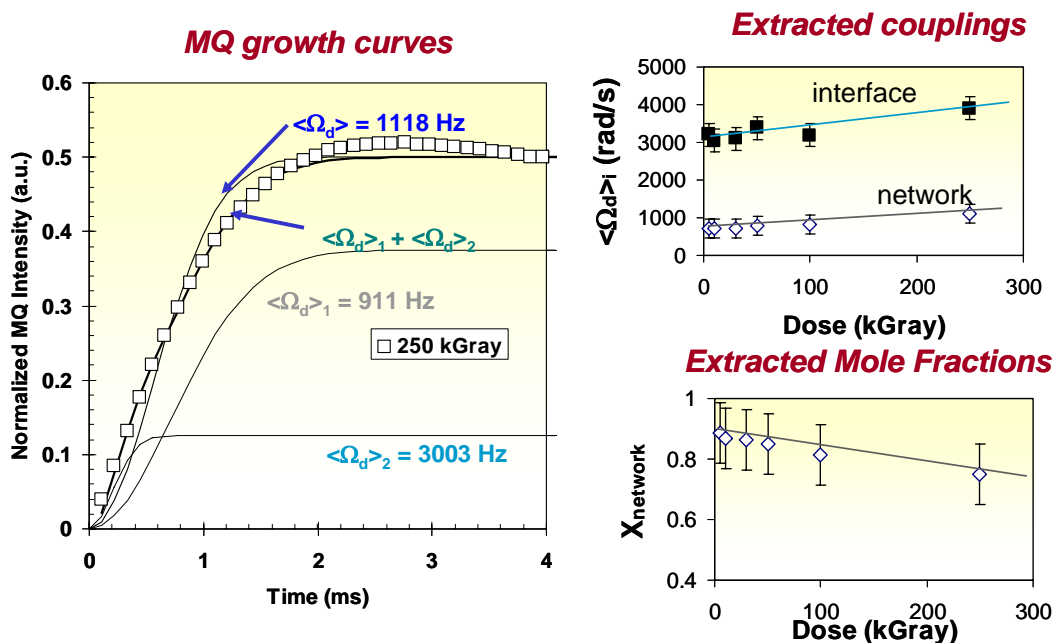 MQ growth curves
0.6
0.5
0.4
0.3
0.2
0.1
0
Normalized MQ Intensity (a.u.)
<Ωd> = 1118 Hz
<Ωd>1 + <Ωd>2
<Ωd>1 = 911 Hz
250 kGray
<Ωd>2 = 3003 Hz
0 1 2 3 4
Time (ms)
Extracted couplings
5000
4000
3000
2000
1000
0
<Ωd>i (rad/s)
interface
network
0 100 200 300
Dose (kGray)
Extracted Mole Fractions
1
0.8
0.6
0.4
Xnetwork
0 100 200 300
Dose (kGray)